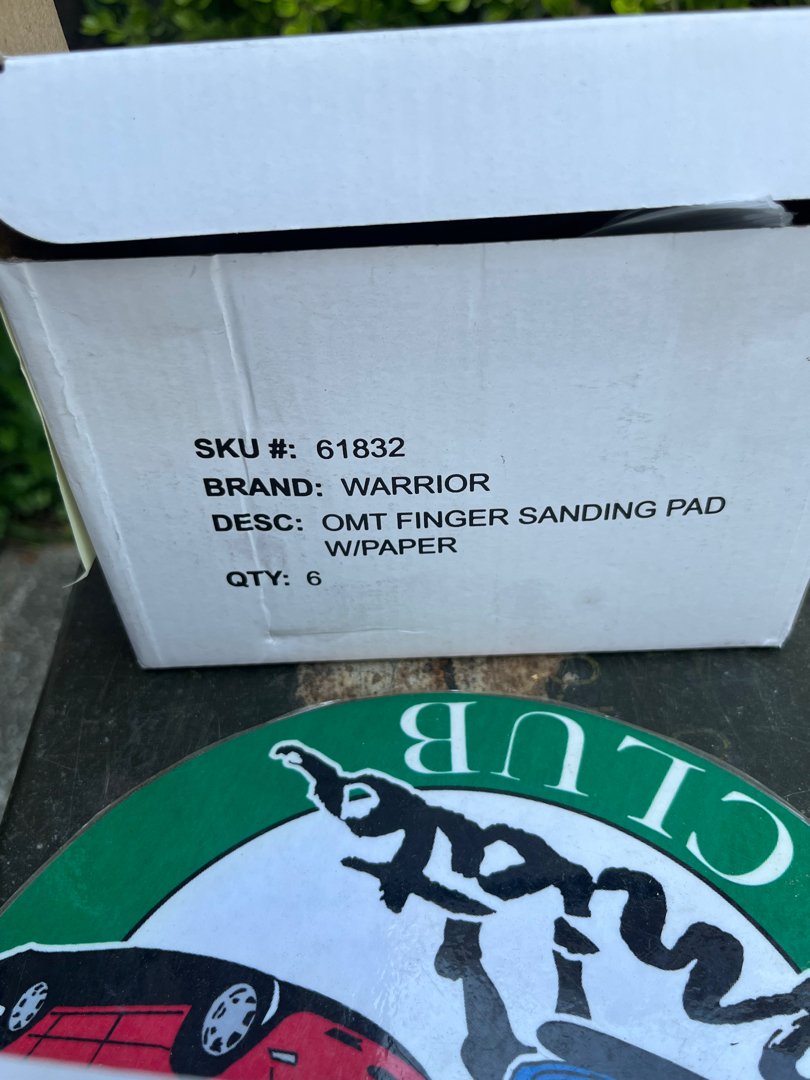 SKU #: 61832
BRAND: WARRIOR
DESC: OMT FINGER SANDING PAD
W/PAPER
QTY: 6
CLUB